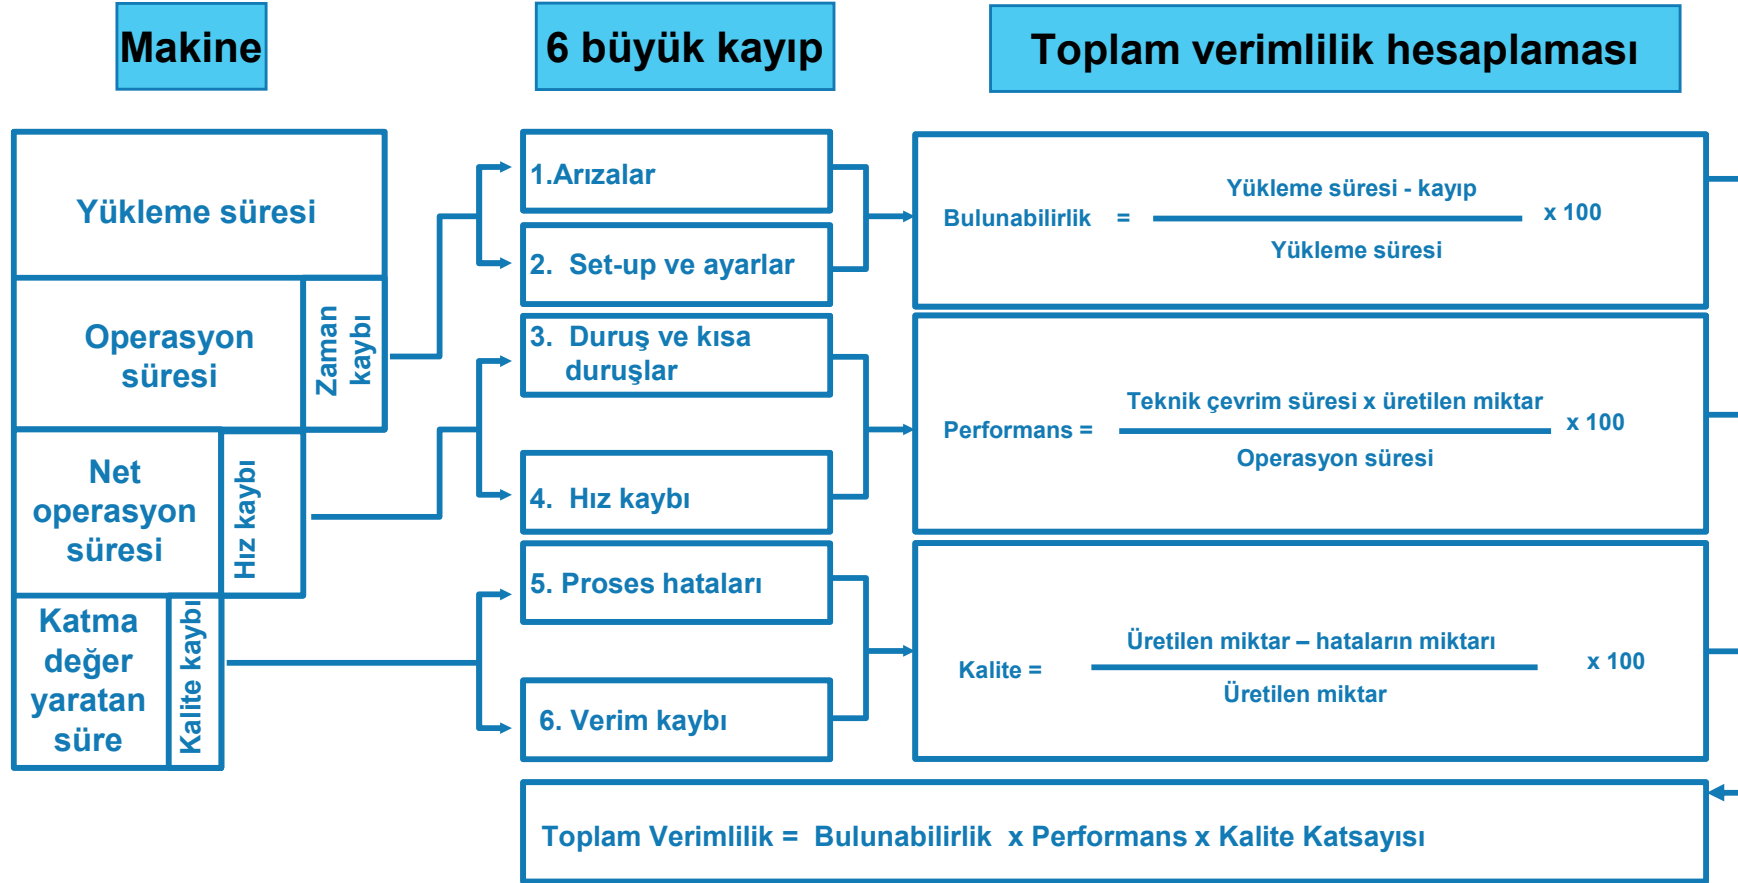 Makine
6 büyük kayıp
Toplam verimlilik hesaplaması
Yükleme süresi
Operasyon
süresi
Zaman
kaybı
Net
operasyon
süresi
Hız kaybı
Katma
değer
yaratan
süre
Kalite kaybı
1.Arızalar
2. Set-up ve ayarlar
3. Duruş ve kısa
duruşlar
4. Hız kaybı
5. Proses hataları
6. Verim kaybı
Yükleme süresi - kayıp
Bulunabilirlik = x 100
Yükleme süresi
Teknik çevrim süresi x üretilen miktar
Performans = x 100
Operasyon süresi
Üretilen miktar – hataların miktarı
Kalite = x 100
Üretilen miktar
Toplam Verimlilik = Bulunabilirlik x Performans x Kalite Katsayısı